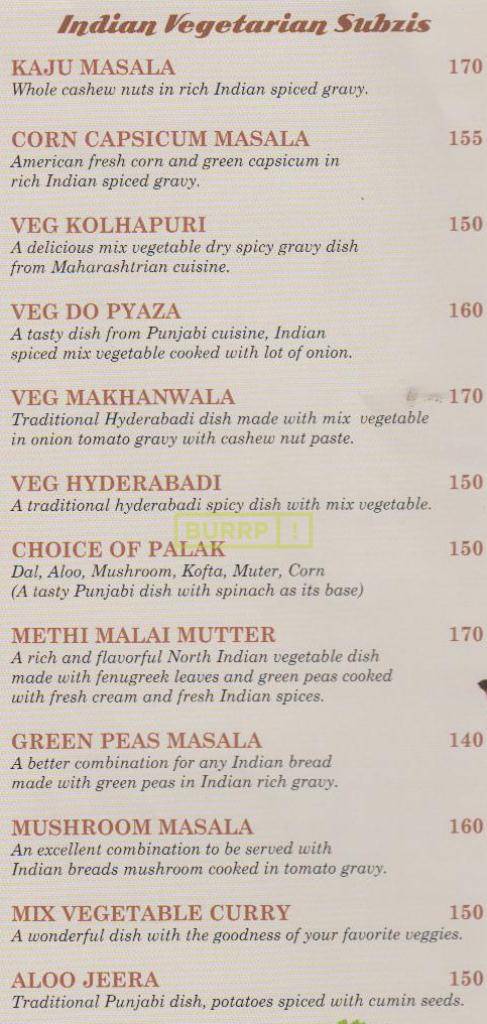 Indian Vegetarian Subzis
KAJU MASALA 170
Whole cashew nuts in rich Indian spiced gravy.
CORN CAPSICUM MASALA 155
American fresh corn and green capsicum in
rich Indian spiced gravy.
VEG KOLHAPURI 150
A delicious mix vegetable dry spicy gravy dish
from Maharashtrian cuisine.
VEG DO PYAZA 160
A tasty dish from Punjabi cuisine, Indian
spiced mix vegetable cooked with lot of onion.
VEG MAKHANWALA 170
Traditional Hyderabadi dish made with mix vegetable
in onion tomato gravy with cashew nut paste.
VEG HYDERABADI 150
A traditional hyderabadi spicy dish with mix vegetable.
BURRP !
CHOICE OF PALAK 150
Dal, Aloo, Mushroom, Kofta, Muter, Corn
(A tasty Punjabi dish with spinach as its base)
METHI MALAI MUTTER 170
A rich and flavorful North Indian vegetable dish
made with fenugreek leaves and green peas cooked
with fresh cream and fresh Indian spices.
GREEN PEAS MASALA 140
A better combination for any Indian bread
made with green peas in Indian rich gravy.
MUSHROOM MASALA 160
An excellent combination to be served with
Indian breads mushroom cooked in tomato gravy.
MIX VEGETABLE CURRY 150
A wonderful dish with the goodness of your favorite veggies.
ALOO JEERA 150
Traditional Punjabi dish, potatoes spiced with cumin seeds.